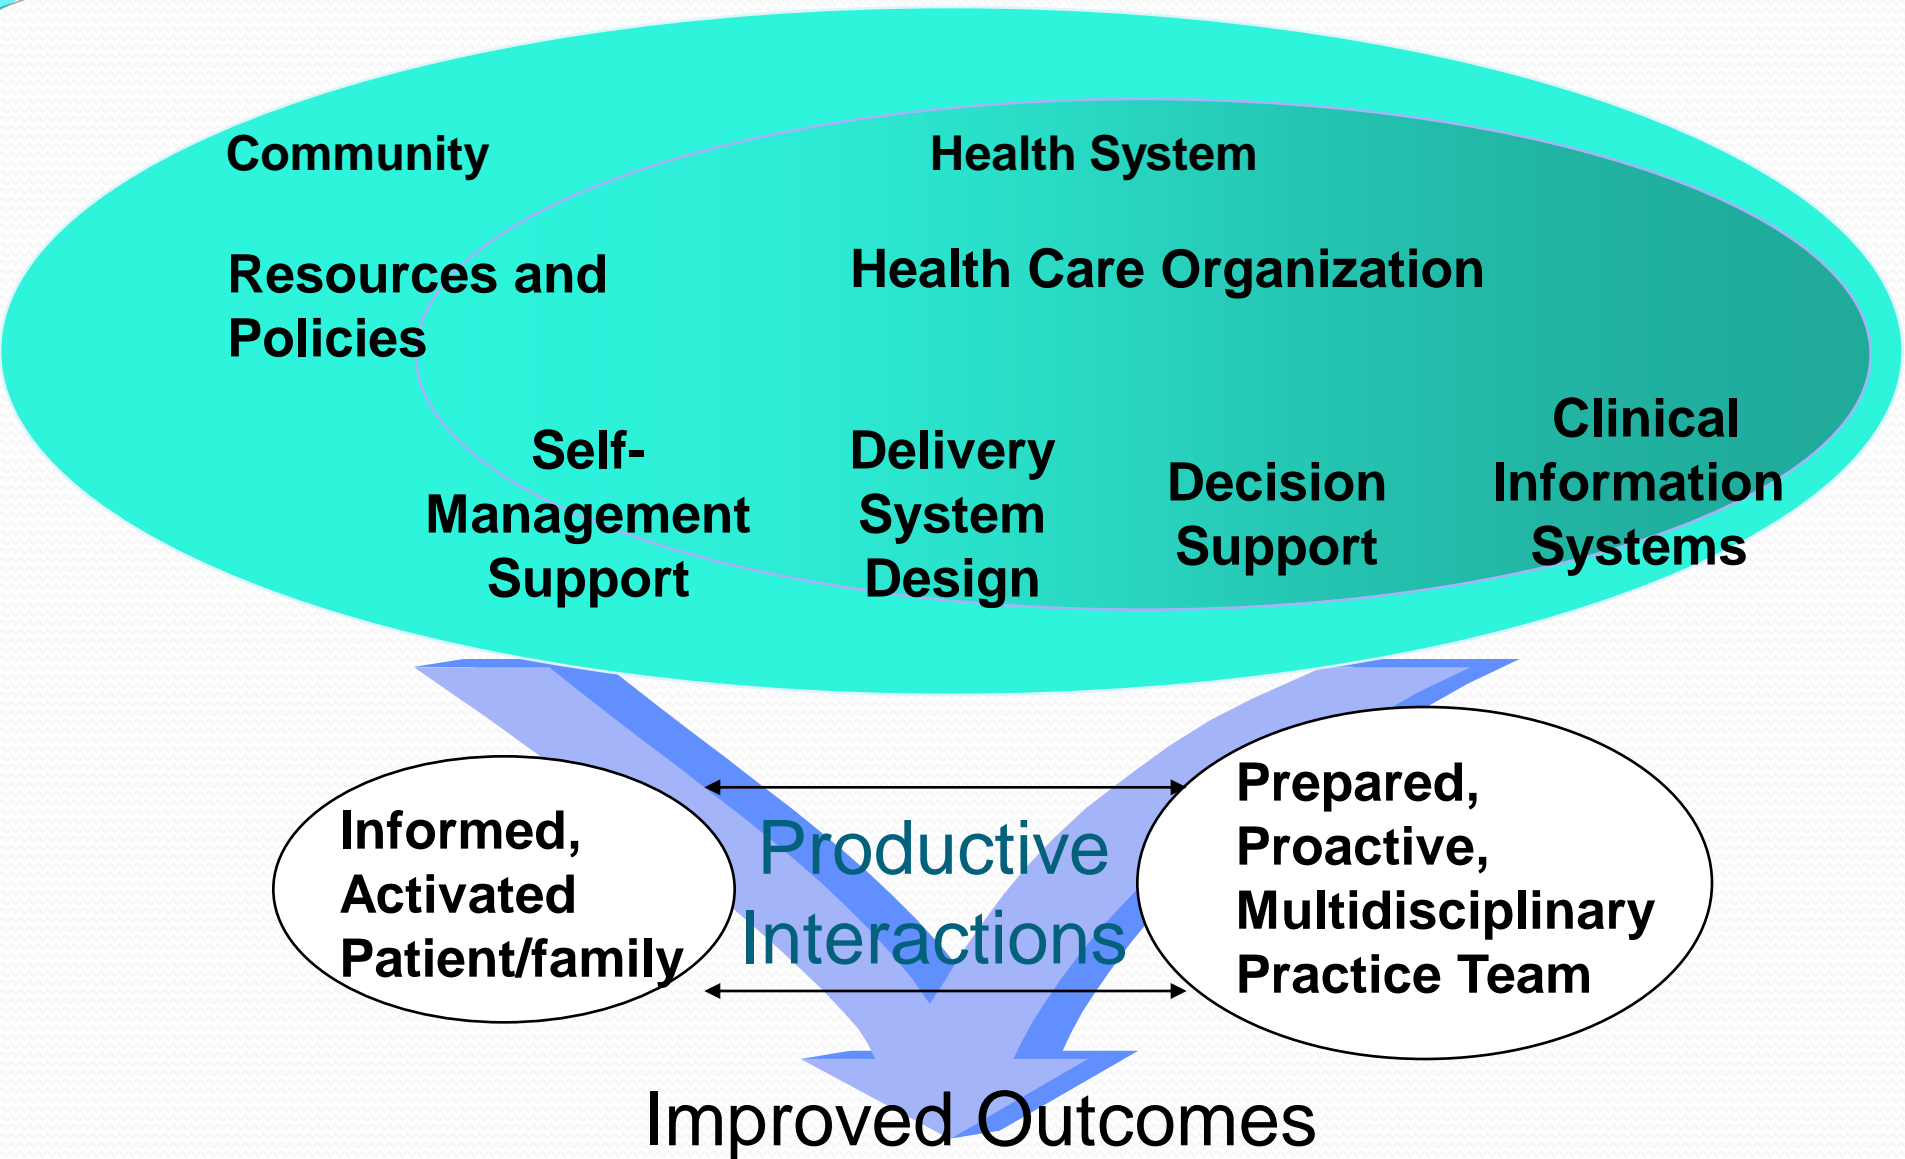 Community
Health System
Resources and
Policies
Health Care Organization
Self-
Management
Support
Delivery
System
Design
Decision
Support
Clinical
Information
Systems
Informed,
Activated
Patient/family
Productive
Interactions
Prepared,
Proactive,
Multidisciplinary
Practice Team
Improved Outcomes